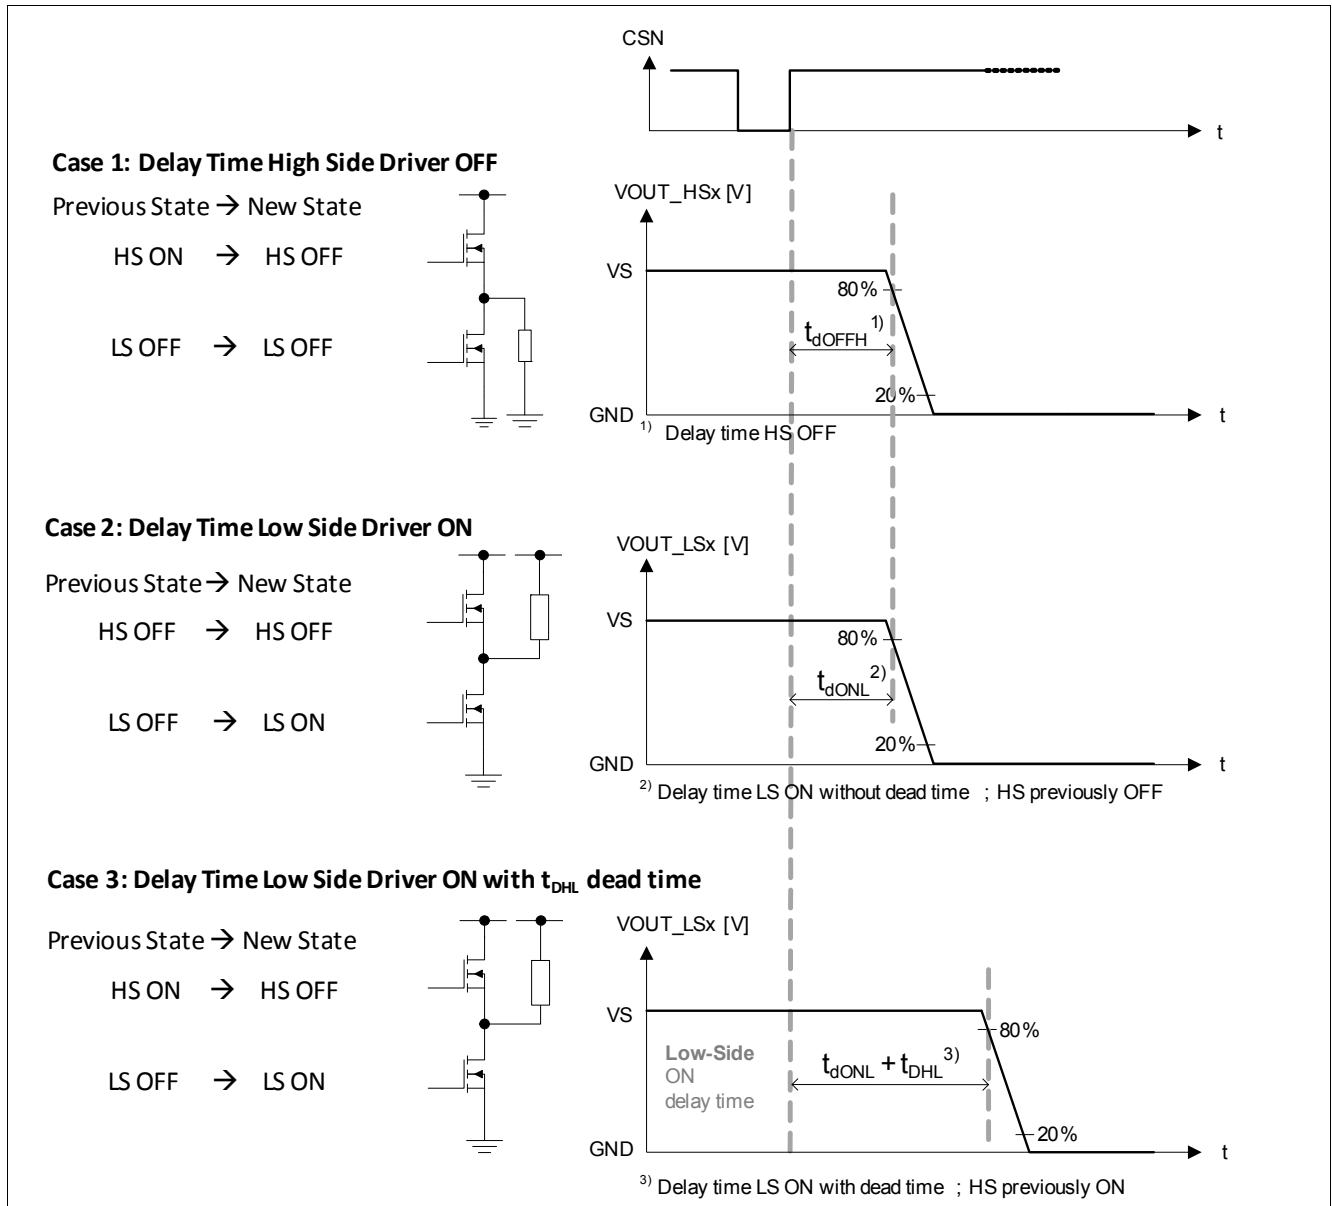 CSN
t
Case 1: Delay Time High Side Driver OFF
Previous State → New State
HS ON → HS OFF
LS OFF → LS OFF
VOUT_HSx [V]
VS
80%
tdOFFH 1)
20%
GND
t
1) Delay time HS OFF
Case 2: Delay Time Low Side Driver ON
Previous State → New State
HS OFF → HS OFF
LS OFF → LS ON
VOUT_LSx [V]
VS
80%
tdONL 2)
20%
GND
t
2) Delay time LS ON without dead time ; HS previously OFF
Case 3: Delay Time Low Side Driver ON with tDHL dead time
Previous State → New State
HS ON → HS OFF
LS OFF → LS ON
VOUT_LSx [V]
VS
80%
Low-Side
ON
delay time
tdONL + tDHL 3)
20%
GND
t
3) Delay time LS ON with dead time ; HS previously ON